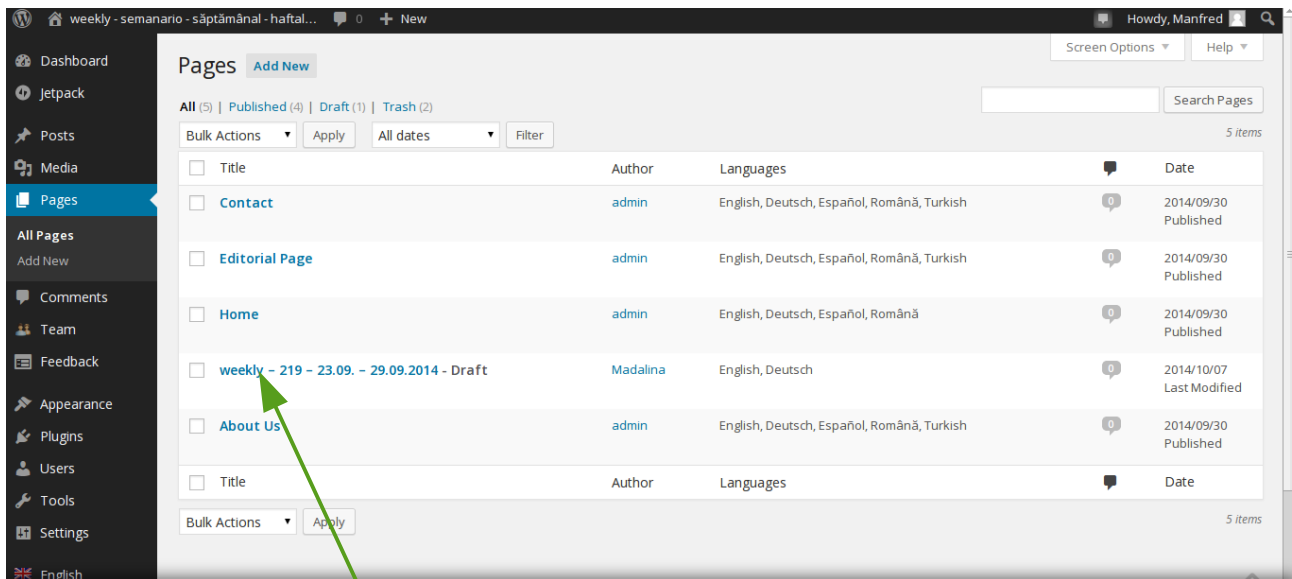 weekly - semanario - săptămânal - haftal... 0 + New Howdy, Manfred
Screen Options ▼ Help ▼
Dashboard
Jetpack
Posts
Media
Pages
All Pages
Add New
Comments
Team
Feedback
Appearance
Plugins
Users
Tools
Settings
English
Pages Add New
All (5) | Published (4) | Draft (1) | Trash (2)
Search Pages
Bulk Actions ▼ Apply All dates ▼ Filter
5 items
Title Author Languages Date
Contact admin English, Deutsch, Español, Română, Turkish 0 2014/09/30
Published
Editorial Page admin English, Deutsch, Español, Română, Turkish 0 2014/09/30
Published
Home admin English, Deutsch, Español, Română 0 2014/09/30
Published
weekly – 219 – 23.09. – 29.09.2014 - Draft Madalina English, Deutsch 0 2014/10/07
Last Modified
About Us admin English, Deutsch, Español, Română, Turkish 0 2014/09/30
Published
Title Author Languages Date
Bulk Actions ▼ Apply
5 items